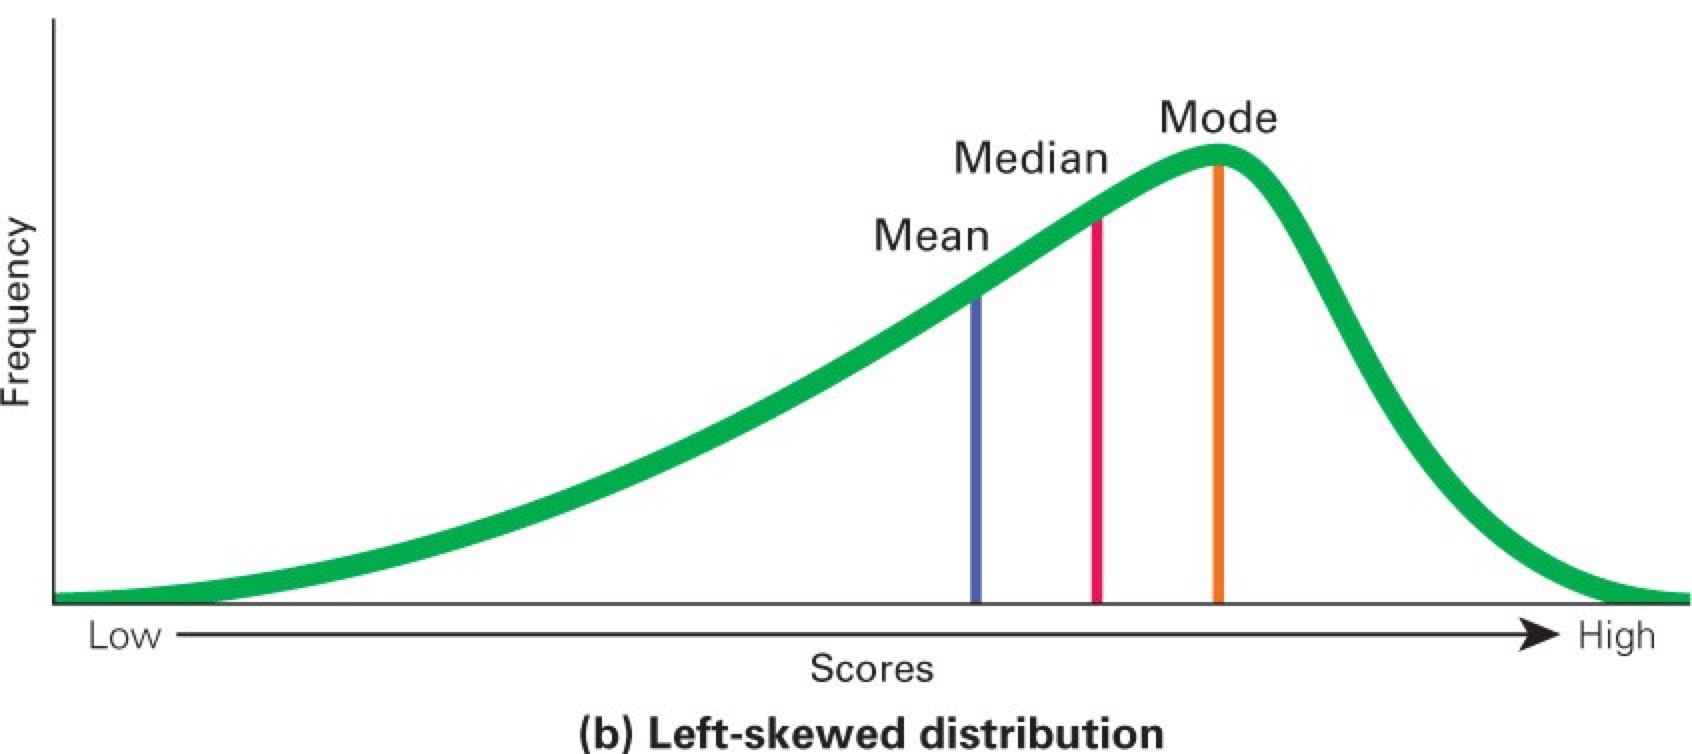 Mode
Median
Mean
Frequency
Low
High
Scores
(b) Left-skewed distribution